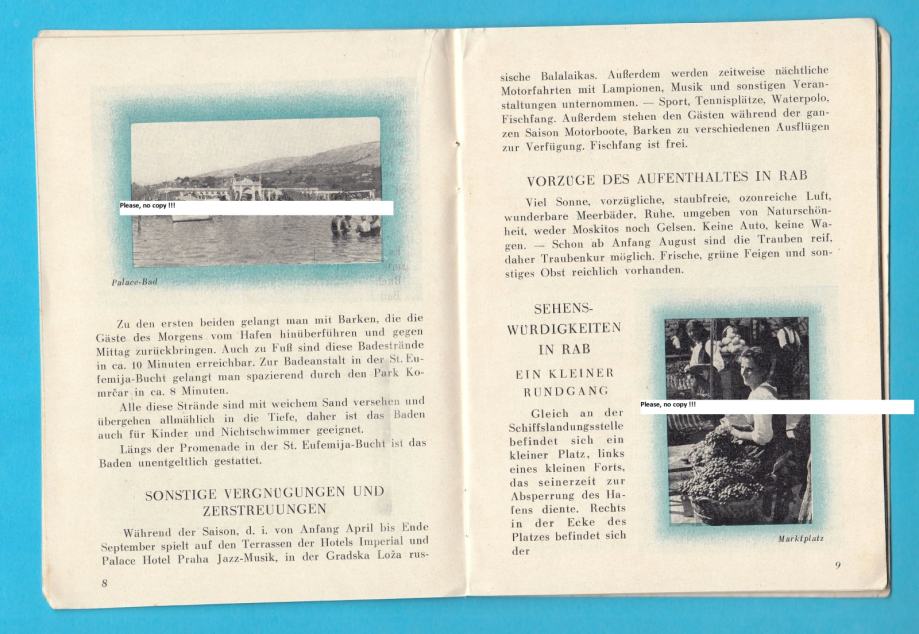 Please, no copy !!!
Palace-Bad
Zu den ersten beiden gelangt man mit Barken, die die
Gäste des Morgens vom Hafen hinüberführen und gegen
Mittag zurückbringen. Auch zu Fuß sind diese Badestrände
in ca. 10 Minuten erreichbar. Zur Badeanstalt in der St. Eu-
femija-Bucht gelangt man spazierend durch den Park Ko-
mrčar in ca. 8 Minuten.
Alle diese Strände sind mit weichem Sand versehen und
übergehen allmählich in die Tiefe, daher ist das Baden
auch für Kinder und Nichtschwimmer geeignet.
Längs der Promenade in der St. Eufemija-Bucht ist das
Baden unentgeltlich gestattet.
SONSTIGE VERGNÜGUNGEN UND
ZERSTREUUNGEN
Während der Saison, d. i. von Anfang April bis Ende
September spielt auf den Terrassen der Hotels Imperial und
Palace Hotel Praha Jazz-Musik, in der Gradska Loža rus-
8
sische Balalaikas. Außerdem werden zeitweise nächtliche
Motorfahrten mit Lampionen, Musik und sonstigen Veran-
staltungen unternommen. — Sport, Tennisplätze, Waterpolo,
Fischfang. Außerdem stehen den Gästen während der gan-
zen Saison Motorboote, Barken zu verschiedenen Ausflügen
zur Verfügung. Fischfang ist frei.
VORZÜGE DES AUFENTHALTES IN RAB
Viel Sonne, vorzügliche, staubfreie, ozonreiche Luft,
wunderbare Meerbäder. Ruhe, umgeben von Naturschön-
heit, weder Moskitos noch Gelsen. Keine Auto, keine Wa-
gen. — Schon ab Anfang August sind die Trauben reif,
daher Traubenkur möglich. Frische, grüne Feigen und son-
stiges Obst reichlich vorhanden.
SEHENS-
WÜRDIGKEITEN
IN RAB
EIN KLEINER
RUNDGANG
Gleich an der
Schiffslandungsstelle
befindet sich ein
kleiner Platz, links
eines kleinen Forts,
das seinerzeit zur
Absperrung des Ha-
fens diente. Rechts
in der Ecke des
Platzes befindet sich
der
Please, no copy !!!
Marktplatz
9